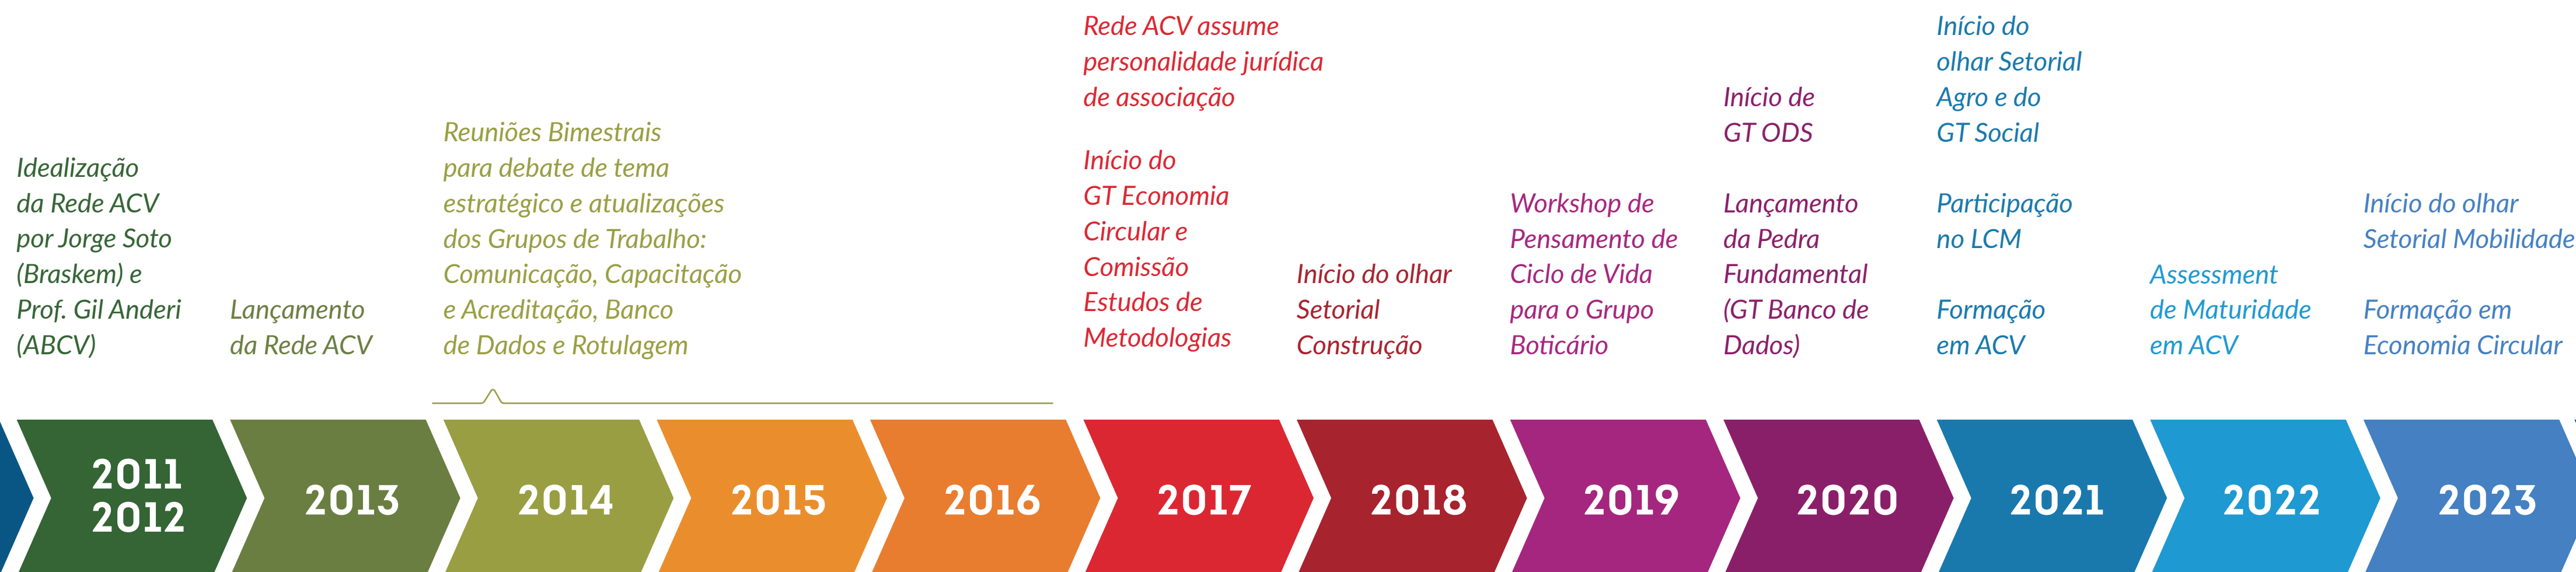 Idealização
da Rede ACV
por Jorge Soto
(Braskem) e
Prof. Gil Anderi
(ABCV)
2011
2012
Lançamento
da Rede ACV
2013
Reuniões Bimestrais
para debate de tema
estratégico e atualizações
dos Grupos de Trabalho:
Comunicação, Capacitação
e Acreditação, Banco
de Dados e Rotulagem
2014
2015
2016
Rede ACV assume
personalidade jurídica
de associação
Início do
GT Economia
Circular e
Comissão
Estudos de
Metodologias
2017
Início do olhar
Setorial
Construção
2018
Workshop de
Pensamento de
Ciclo de Vida
para o Grupo
Boticário
2019
Início de
GT ODS
Lançamento
da Pedra
Fundamental
(GT Banco de
Dados)
2020
Início do
olhar Setorial
Agro e do
GT Social
Participação
no LCM
Formação
em ACV
2021
Assessment
de Maturidade
em ACV
2022
Início do olhar
Setorial Mobilidade
Formação em
Economia Circular
2023